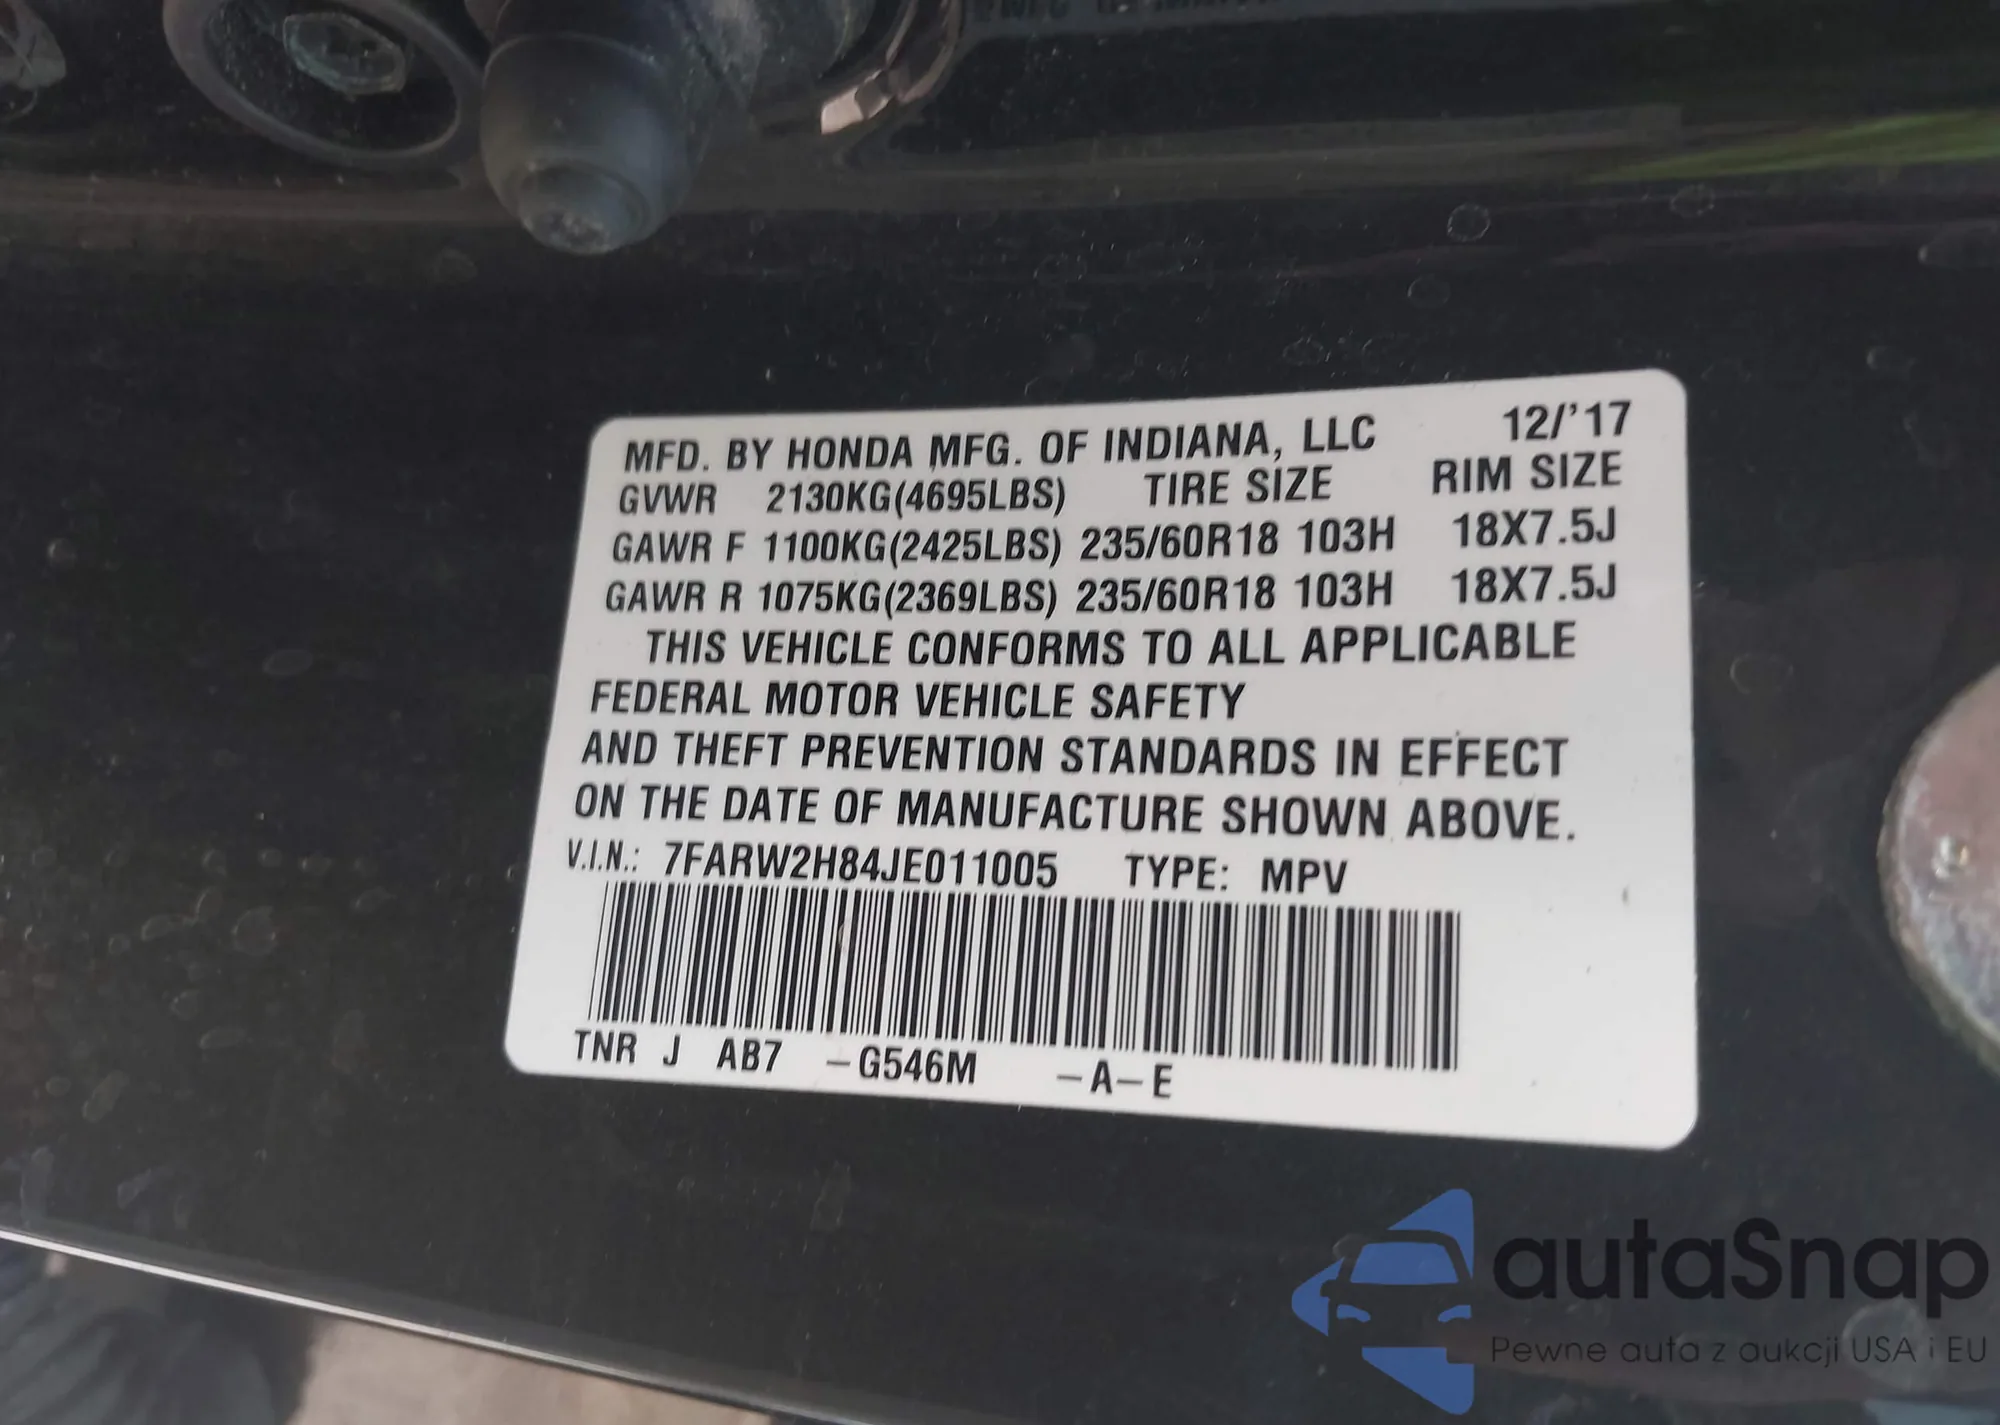 MFD. BY HONDA MFG. OF INDIANA, LLC 12/'17
GVWR 2130KG(4695LBS) TIRE SIZE RIM SIZE
GAWR F 1100KG(2425LBS) 235/60R18 103H 18X7.5J
GAWR R 1075KG(2369LBS) 235/60R18 103H 18X7.5J
THIS VEHICLE CONFORMS TO ALL APPLICABLE
FEDERAL MOTOR VEHICLE SAFETY
AND THEFT PREVENTION STANDARDS IN EFFECT
ON THE DATE OF MANUFACTURE SHOWN ABOVE.
V.I.N.: 7FARW2H84JE011005 TYPE: MPV
TNR J AB7 –G546M –A–E
autaSnap
Pewne auta z aukcji USA i EU